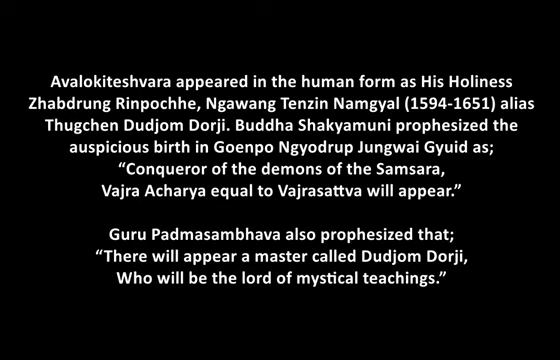 Avalokiteshvara appeared in the human form as His Holiness
Zhabdrung Rinpochhe, Ngawang Tenzin Namgyal (1594-1651) alias
Thugchen Dudjom Dorji. Buddha Shakyamuni prophesized the
auspicious birth in Goenpo Ngyodrup Jungwai Gyuid as;
“Conqueror of the demons of the Samsara,
Vajra Acharya equal to Vajrasattva will appear.”
Guru Padmasambhava also prophesized that;
“There will appear a master called Dudjom Dorji,
Who will be the lord of mystical teachings.”